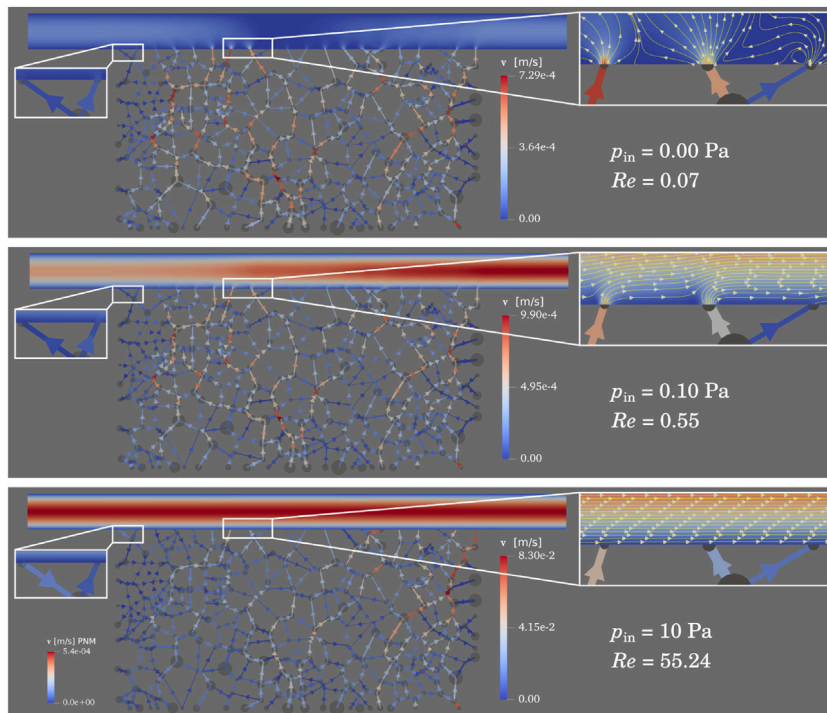 v [m/s]
7.29e-4
3.64e-4
0.00
p_in = 0.00 Pa
Re = 0.07
v [m/s]
9.90e-4
4.95e-4
0.00
p_in = 0.10 Pa
Re = 0.55
v [m/s]
8.30e-2
4.15e-2
0.00
p_in = 10 Pa
Re = 55.24
v [m/s] PNM
5.4e-04
0.0e+00